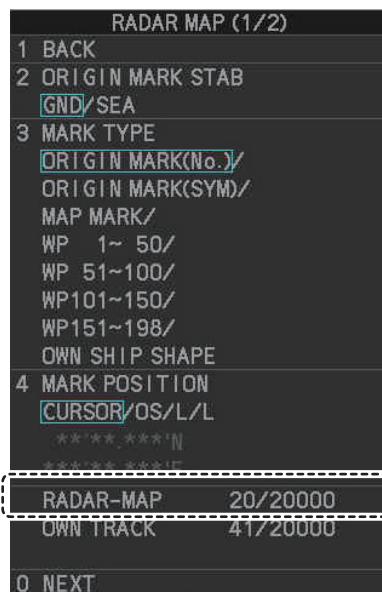 RADAR MAP (1/2)
1 BACK
2 ORIGIN MARK STAB
GND/SEA
3 MARK TYPE
ORIGIN MARK(No.)/
ORIGIN MARK(SYM)/
MAP MARK/
WP 1~ 50/
WP 51~100/
WP101~150/
WP151~198/
OWN SHIP SHAPE
4 MARK POSITION
CURSOR/OS/L/L
**'**.***'N
***'**.***'E
RADAR-MAP 20/20000
OWN TRACK 41/20000
0 NEXT